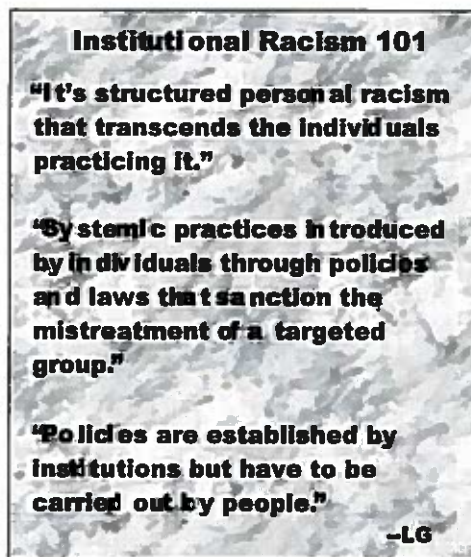 Institutional Racism 101
"It's structured personal racism
that transcends the individuals
practicing it."
"Systemic practices introduced
by individuals through policies
and laws that sanction the
mistreatment of a targeted
group."
"Policies are established by
institutions but have to be
carried out by people."
–LG